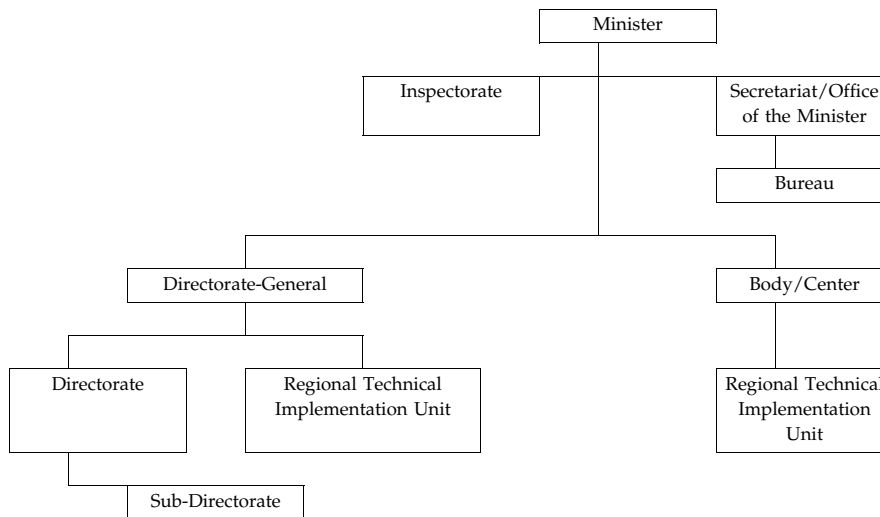 Minister
Inspectorate
Secretariat/Office
of the Minister
Bureau
Directorate-General
Body/Center
Directorate
Regional Technical
Implementation Unit
Regional Technical
Implementation
Unit
Sub-Directorate